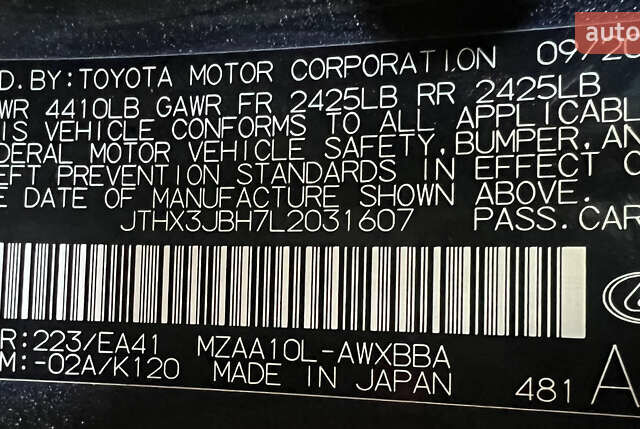 auto
D.BY:TOYOTA MOTOR CORPORATION 09/20
WR 4410LB GAWR FR 2425LB RR 2425LB
IS VEHICLE CONFORMS TO ALL APPLICABLE
DERAL MOTOR VEHICLE SAFETY, BUMPER, AN
EFT PREVENTION STANDARDS IN EFFECT O
E DATE OF MANUFACTURE SHOWN ABOVE.
JTHX3JBH7L2031607 PASS.CAR
R:223/EA41 MZAA10L-AWXBBA
M:-02A/K120 MADE IN JAPAN 481 A